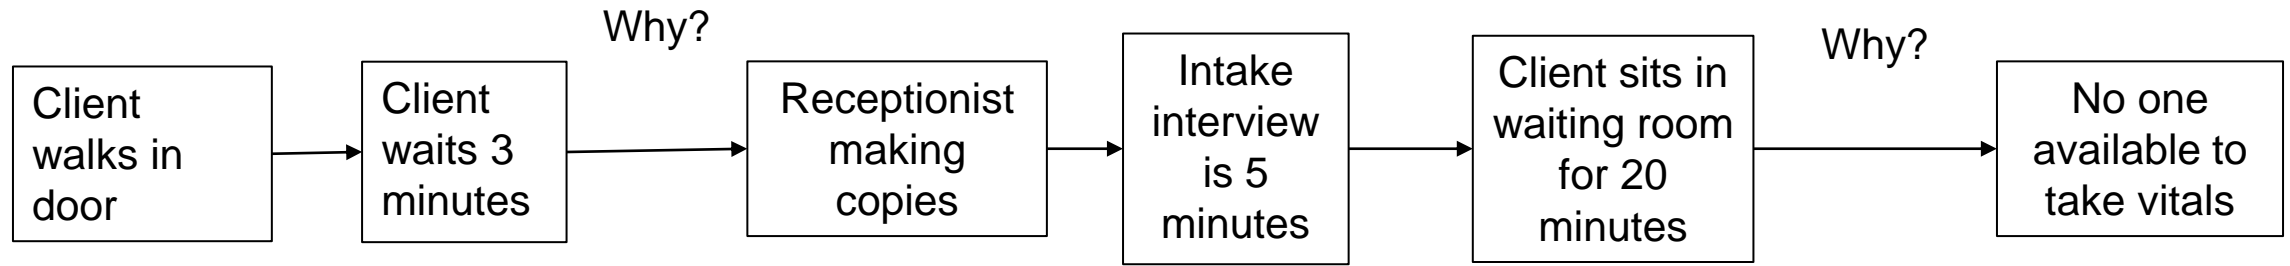 Client
walks in
door
Client
waits 3
minutes
Why?
Receptionist
making
copies
Intake
interview
is 5
minutes
Client sits in
waiting room
for 20
minutes
Why?
No one
available to
take vitals